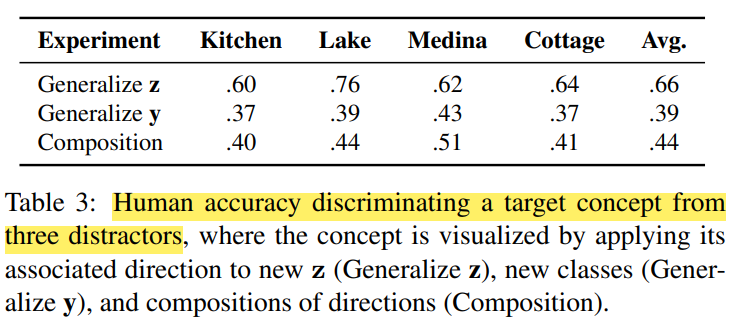 Experiment Kitchen Lake Medina Cottage Avg.
Generalize z .60 .76 .62 .64 .66
Generalize y .37 .39 .43 .37 .39
Composition .40 .44 .51 .41 .44
Table 3: Human accuracy discriminating a target concept from
three distractors, where the concept is visualized by applying its
associated direction to new z (Generalize z), new classes (Gener-
alize y), and compositions of directions (Composition).